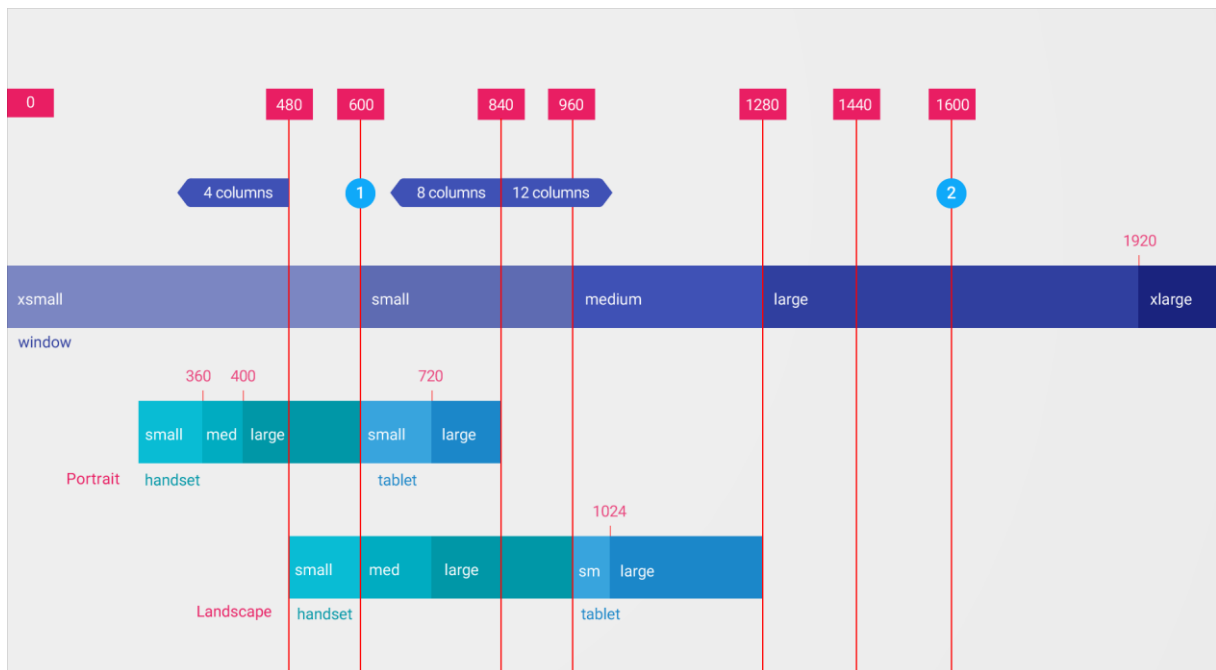 0 480 600 840 960 1280 1440 1600
4 columns 1 8 columns 12 columns 2
1920
xsmall small medium large xlarge
window
360 400 720
small med large small large
Portrait handset tablet
1024
small med large sm large
Landscape handset tablet